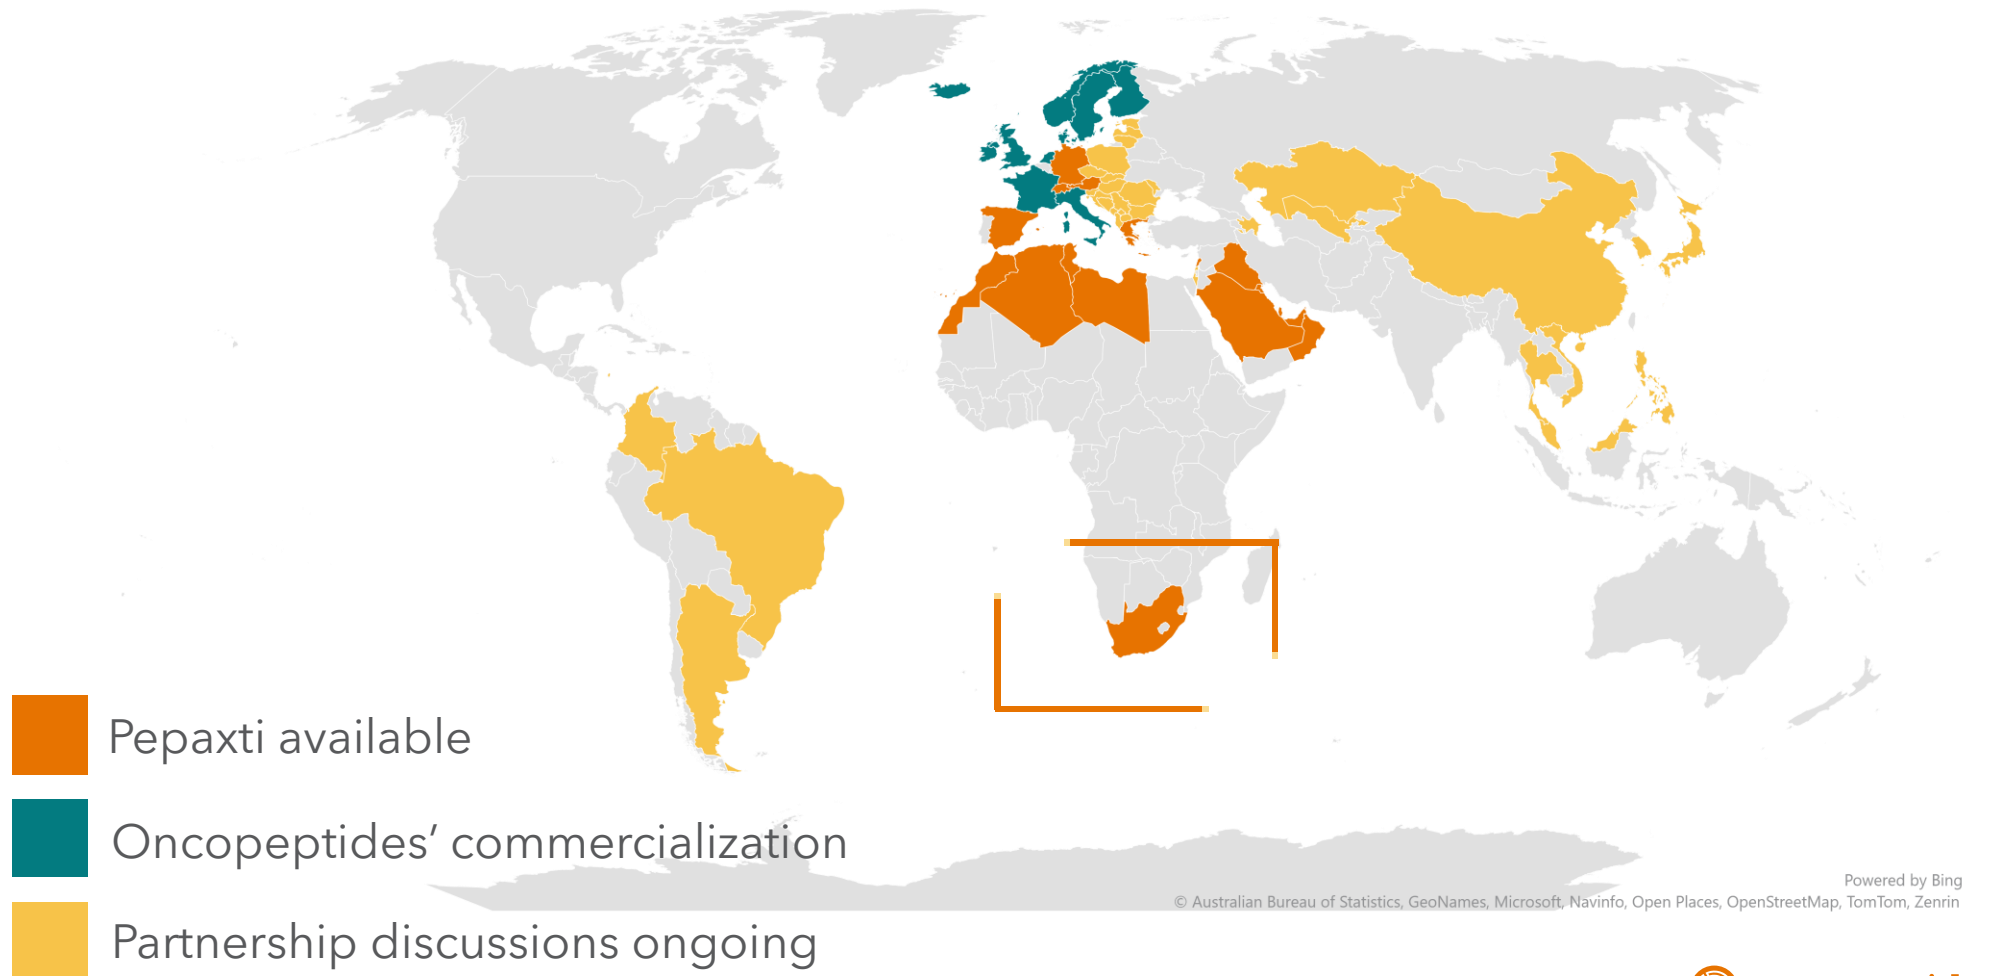 Pepaxti available
Oncopeptides’ commercialization
Partnership discussions ongoing
Powered by Bing
© Australian Bureau of Statistics, GeoNames, Microsoft, Navinfo, Open Places, OpenStreetMap, TomTom, Zenrin